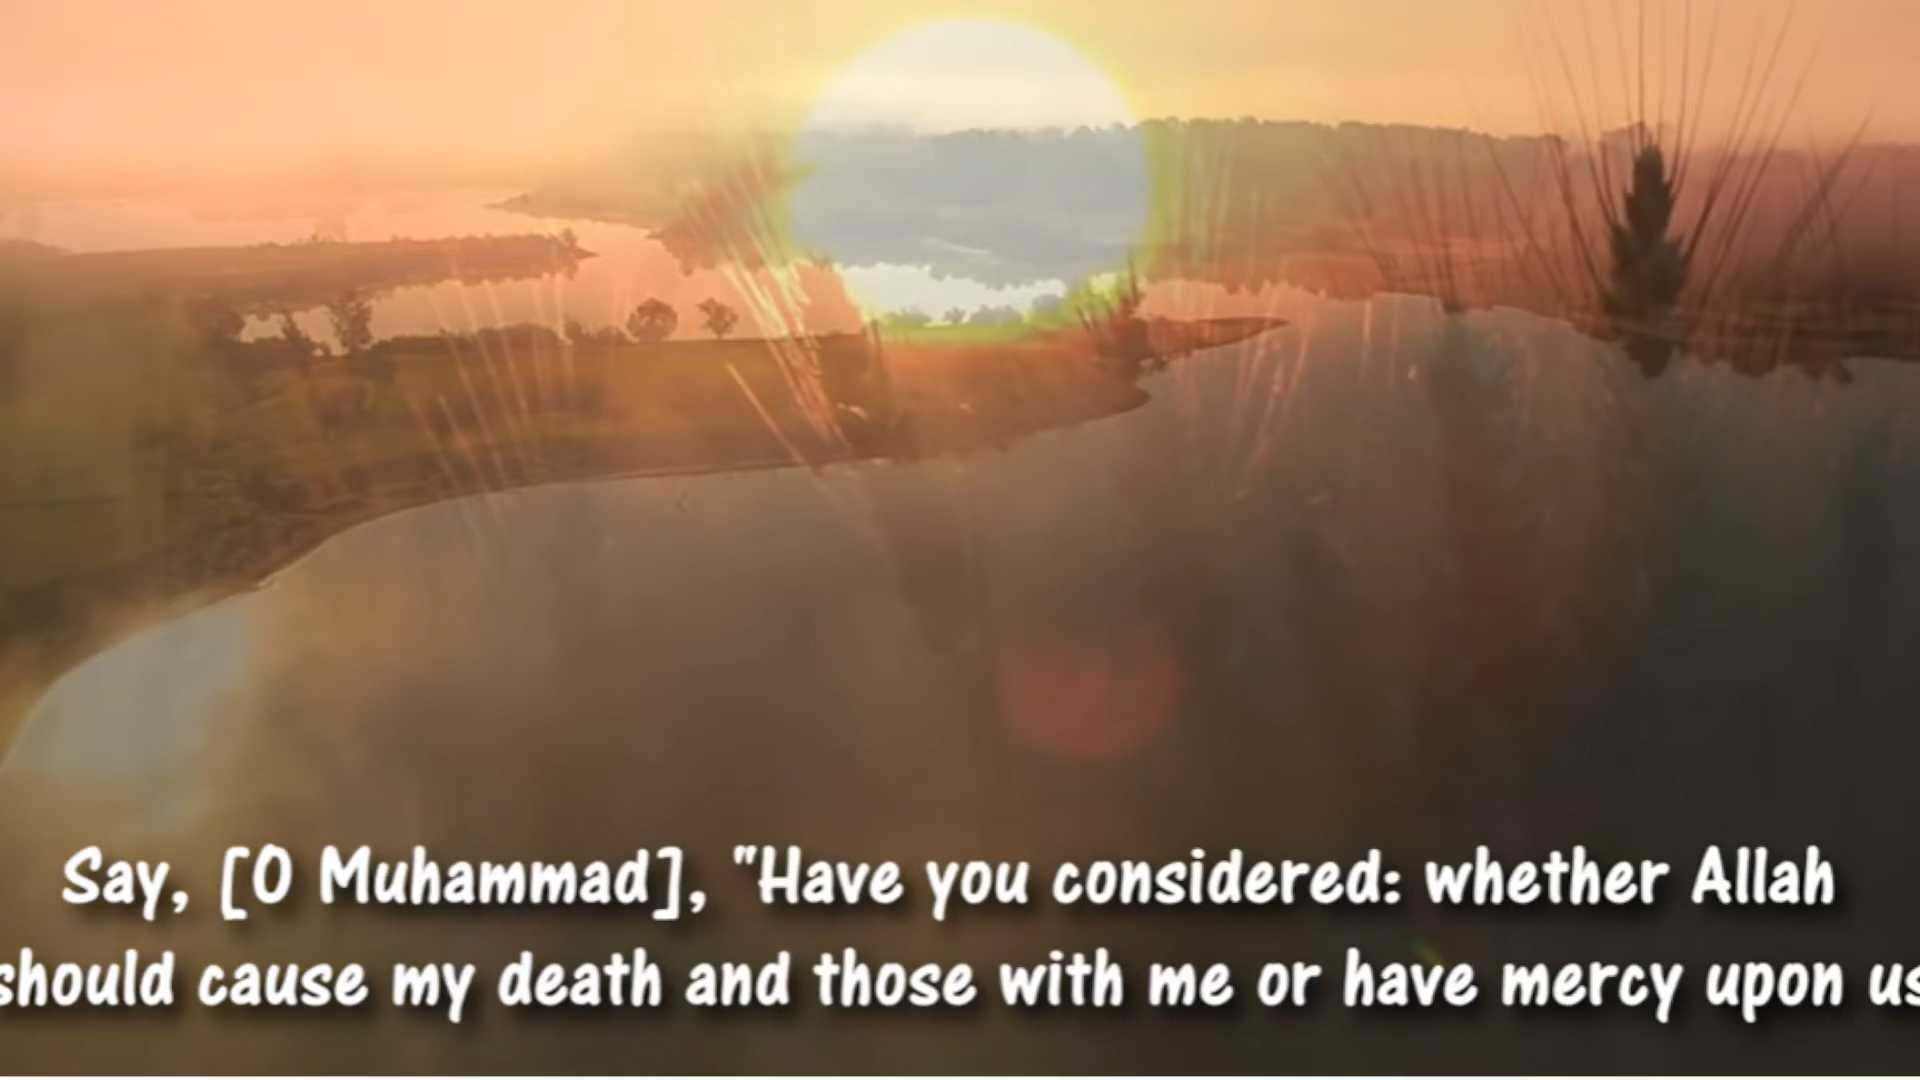 Say, [O Muhammad], "Have you considered: whether Allah
should cause my death and those with me or have mercy upon us